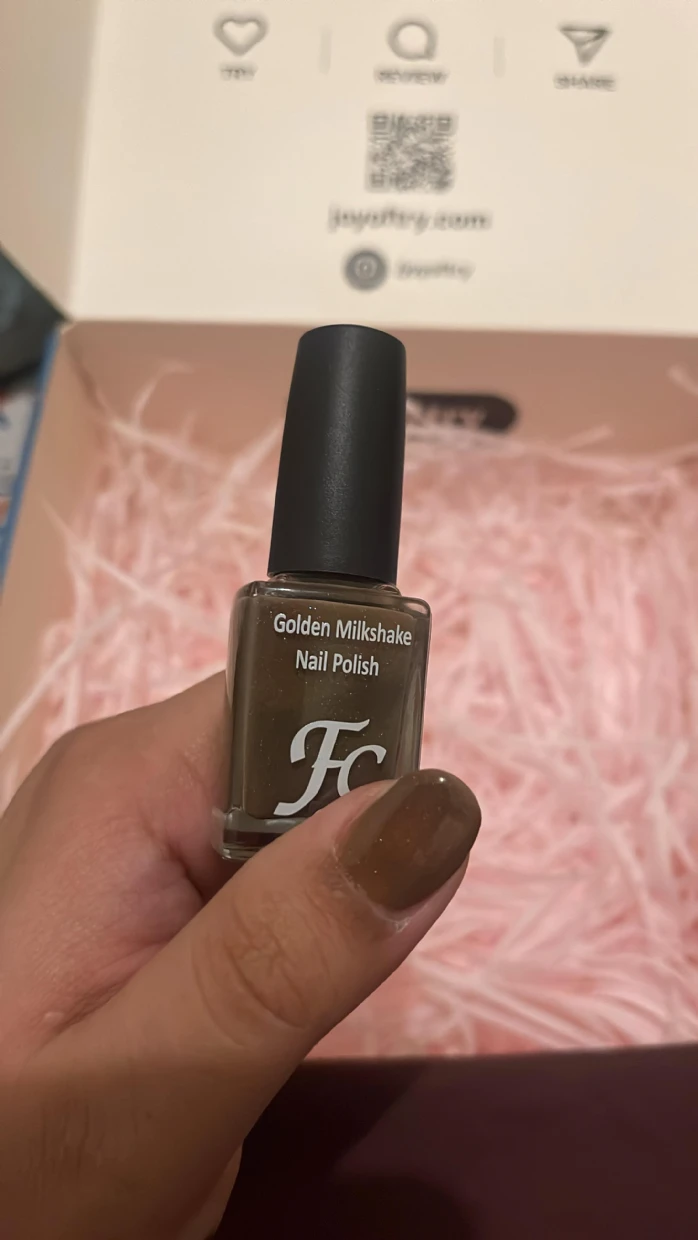 TRY
REVIEW
SHARE
joyoftry.com
Golden Milkshake
Nail Polish
Fc